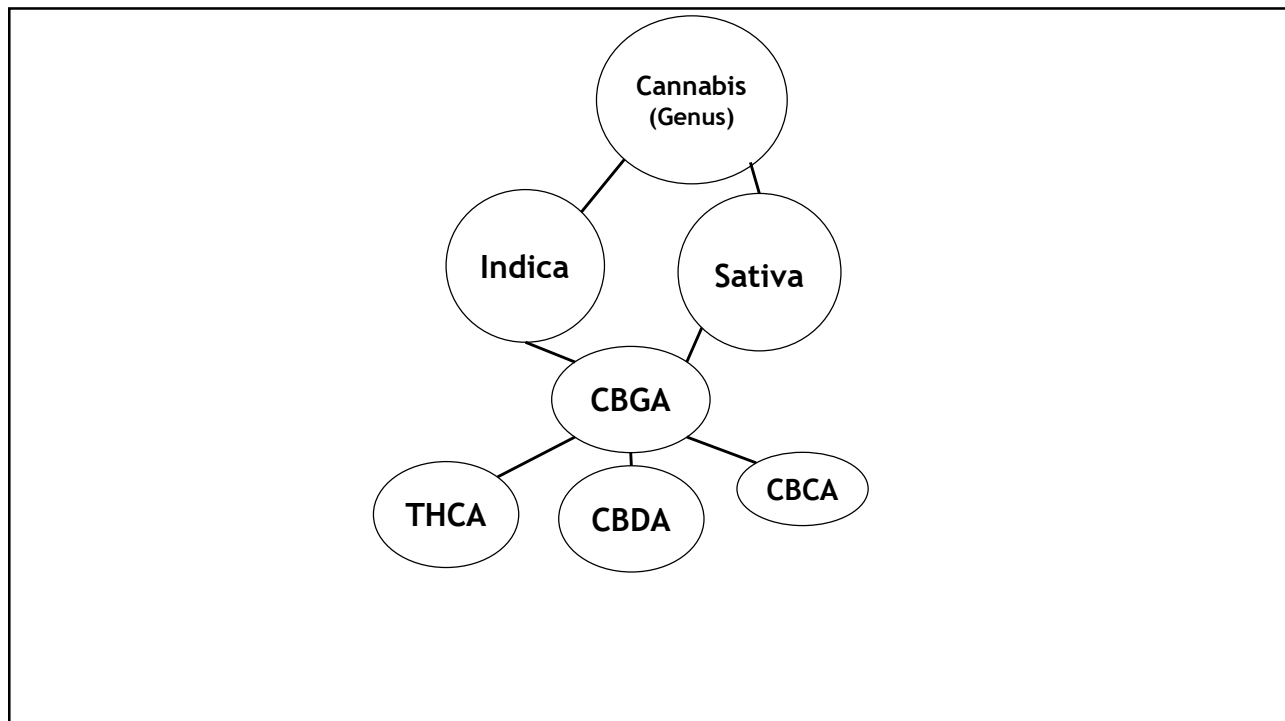 Cannabis
(Genus)
Indica
Sativa
CBGA
THCA
CBDA
CBCA